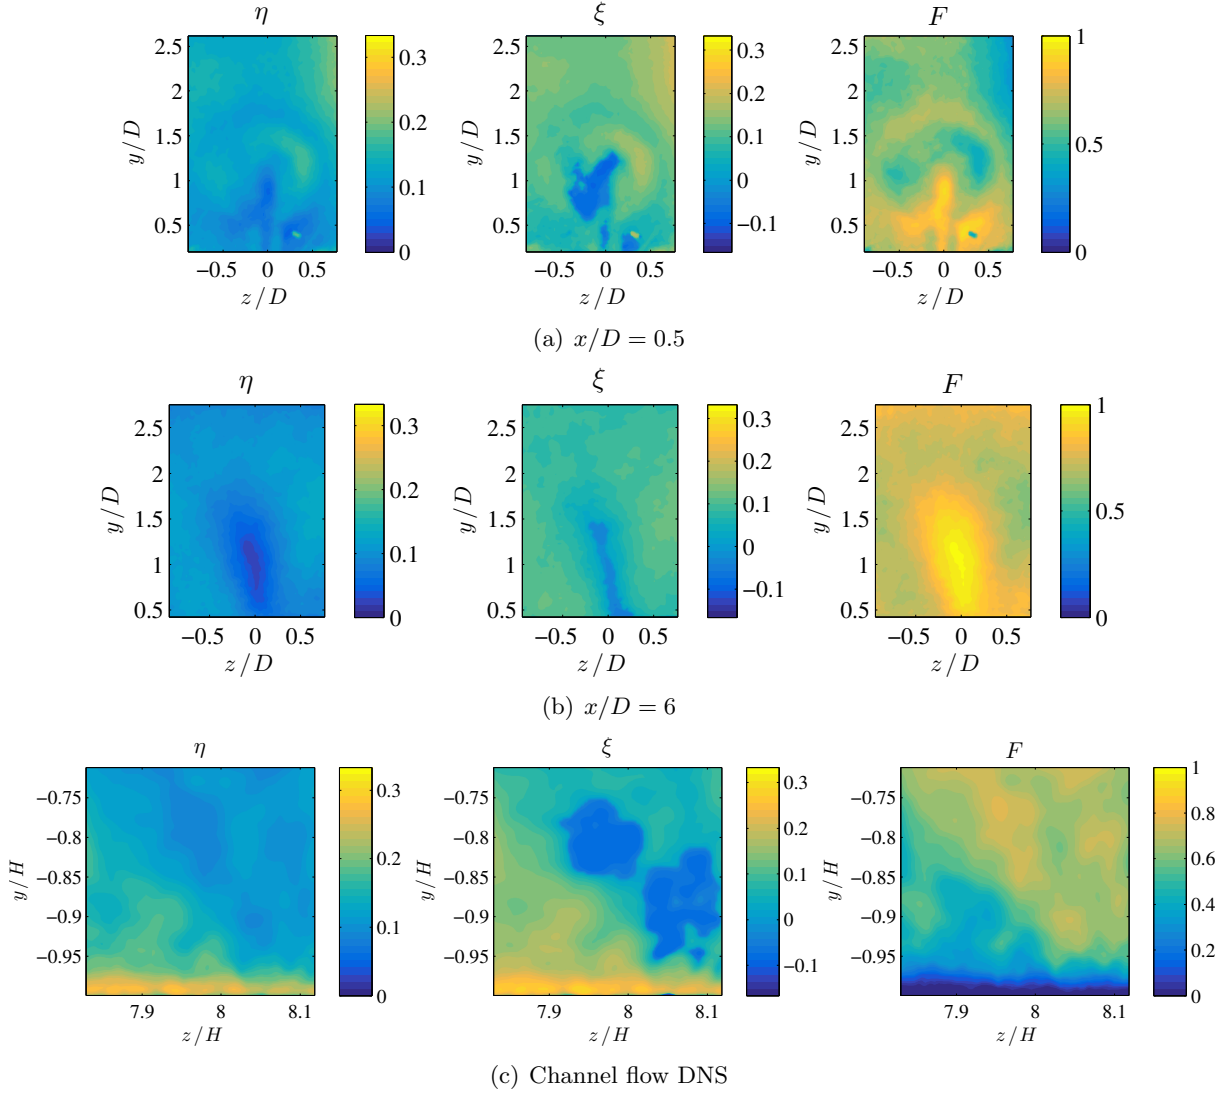 η ξ F
2.5 2 1.5 1 0.5 −0.5 0 0.5 y/D z/D 0.3 0.2 0.1 0
2.5 2 1.5 1 0.5 −0.5 0 0.5 y/D z/D 0.3 0.2 0.1 0 −0.1
2.5 2 1.5 1 0.5 −0.5 0 0.5 y/D z/D 1 0.5 0
(a) x/D = 0.5
η ξ F
2.5 2 1.5 1 0.5 −0.5 0 0.5 y/D z/D 0.3 0.2 0.1 0
2.5 2 1.5 1 0.5 −0.5 0 0.5 y/D z/D 0.3 0.2 0.1 0 −0.1
2.5 2 1.5 1 0.5 −0.5 0 0.5 y/D z/D 1 0.5 0
(b) x/D = 6
η ξ F
−0.75 −0.8 −0.85 −0.9 −0.95 7.9 8 8.1 y/H z/H 0.3 0.2 0.1 0
−0.75 −0.8 −0.85 −0.9 −0.95 7.9 8 8.1 y/H z/H 0.3 0.2 0.1 0 −0.1
−0.75 −0.8 −0.85 −0.9 −0.95 7.9 8 8.1 y/H z/H 1 0.8 0.6 0.4 0.2 0
(c) Channel flow DNS